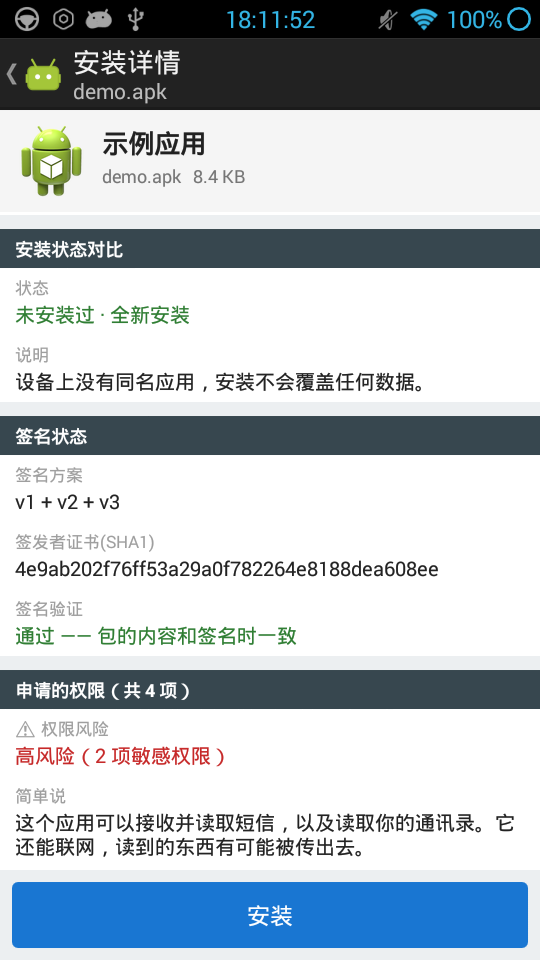 18:11:52
100%
安装详情
demo.apk
示例应用
demo.apk 8.4 KB
安装状态对比
状态
未安装过 · 全新安装
说明
设备上没有同名应用，安装不会覆盖任何数据。
签名状态
签名方案
v1 + v2 + v3
签发者证书(SHA1)
4e9ab202f76ff53a29a0f782264e8188dea608ee
签名验证
通过 —— 包的内容和签名时一致
申请的权限（共 4 项）
权限风险
高风险（2 项敏感权限）
简单说
这个应用可以接收并读取短信，以及读取你的通讯录。它
还能联网，读到的东西有可能被传出去。
安装